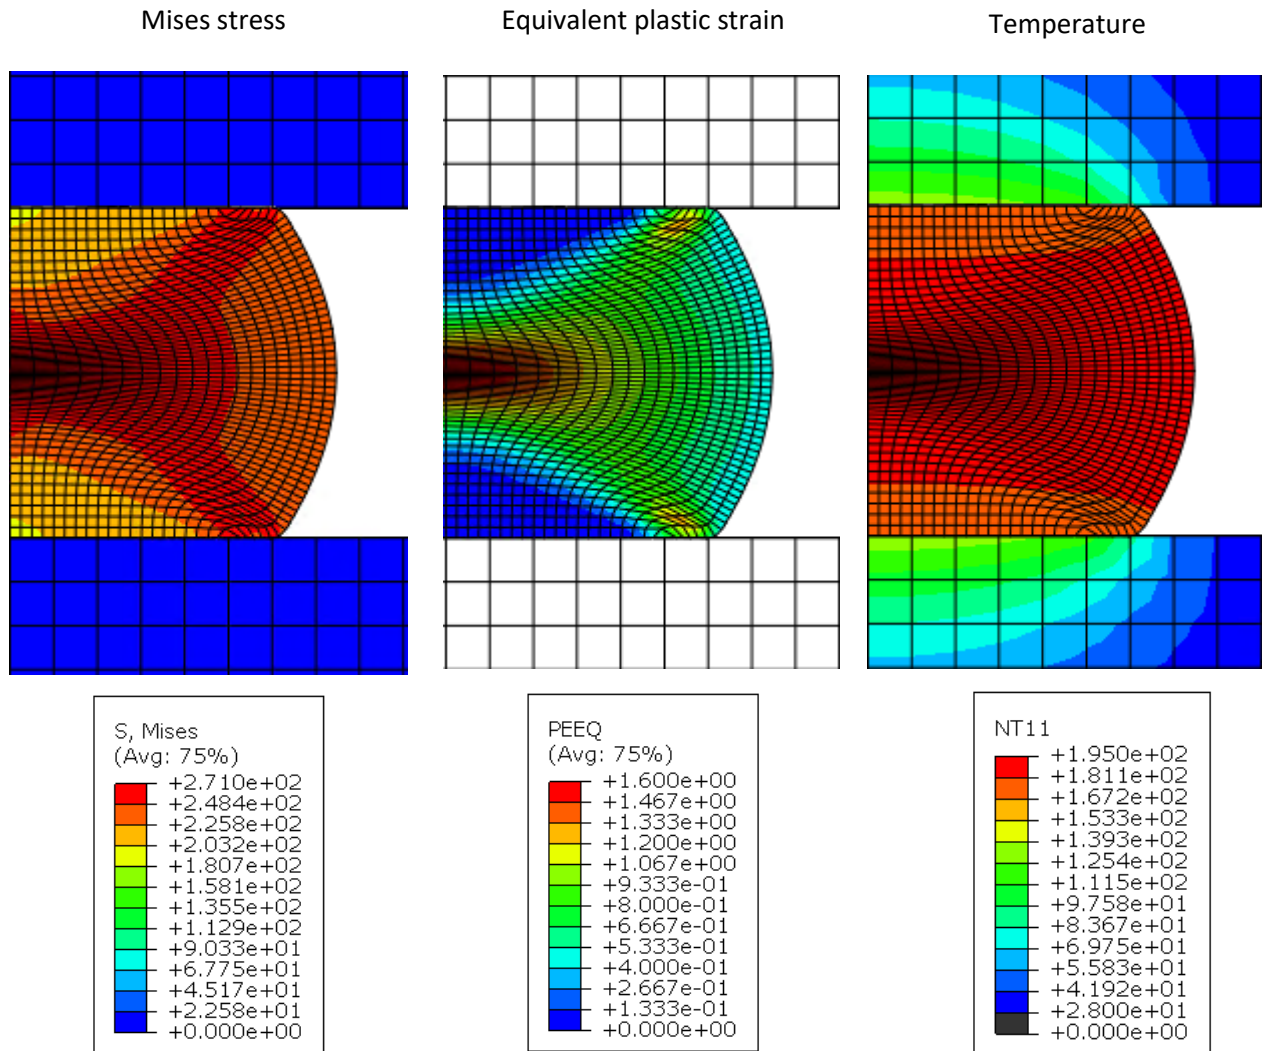 Mises stress
Equivalent plastic strain
Temperature
S, Mises
(Avg: 75%)
+2.710e+02
+2.484e+02
+2.258e+02
+2.032e+02
+1.807e+02
+1.581e+02
+1.355e+02
+1.129e+02
+9.033e+01
+6.775e+01
+4.517e+01
+2.258e+01
+0.000e+00
PEEQ
(Avg: 75%)
+1.600e+00
+1.467e+00
+1.333e+00
+1.200e+00
+1.067e+00
+9.333e-01
+8.000e-01
+6.667e-01
+5.333e-01
+4.000e-01
+2.667e-01
+1.333e-01
+0.000e+00
NT11
+1.950e+02
+1.811e+02
+1.672e+02
+1.533e+02
+1.393e+02
+1.254e+02
+1.115e+02
+9.758e+01
+8.367e+01
+6.975e+01
+5.583e+01
+4.192e+01
+2.800e+01
+0.000e+00